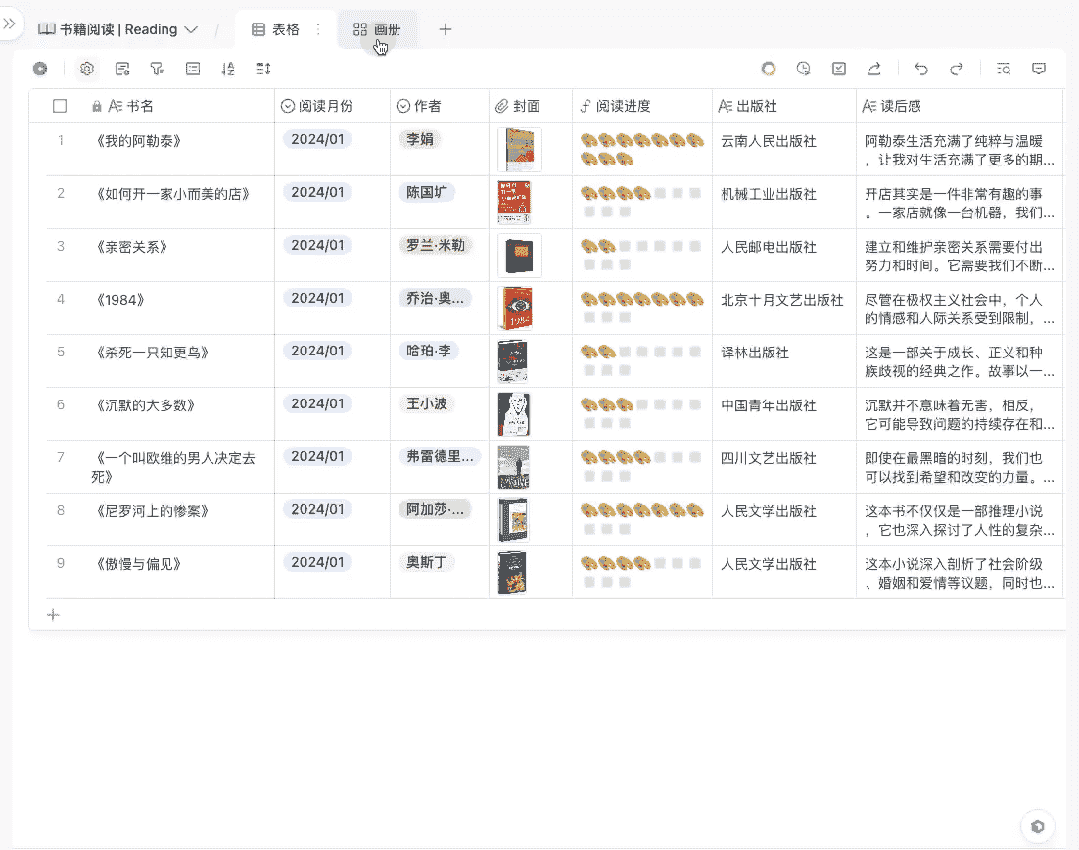 书籍阅读 | Reading / 表格 画册
书名 阅读月份 作者 封面 阅读进度 出版社 读后感
1 《我的阿勒泰》 2024/01 李娟 云南人民出版社 阿勒泰生活充满了纯粹与温暖
，让我对生活充满了更多的期...
2 《如何开一家小而美的店》 2024/01 陈国圹 机械工业出版社 开店其实是一件非常有趣的事
。一家店就像一台机器，我们...
3 《亲密关系》 2024/01 罗兰·米勒 人民邮电出版社 建立和维护亲密关系需要付出
努力和时间。它需要我们不断...
4 《1984》 2024/01 乔治·奥... 北京十月文艺出版社 尽管在极权主义社会中，个人
的情感和人际关系受到限制，...
5 《杀死一只知更鸟》 2024/01 哈珀·李 译林出版社 这是一部关于成长、正义和种
族歧视的经典之作。故事以一...
6 《沉默的大多数》 2024/01 王小波 中国青年出版社 沉默并不意味着无害，相反，
它可能导致问题的持续存在和...
7 《一个叫欧维的男人决定去 2024/01 弗雷德里... 四川文艺出版社 即使在最黑暗的时刻，我们也
死》 可以找到希望和改变的力量。...
8 《尼罗河上的惨案》 2024/01 阿加莎·... 人民文学出版社 这本书不仅仅是一部推理小说
，它也深入探讨了人性的复杂...
9 《傲慢与偏见》 2024/01 奥斯丁 人民文学出版社 这本小说深入剖析了社会阶级
、婚姻和爱情等议题，同时也...